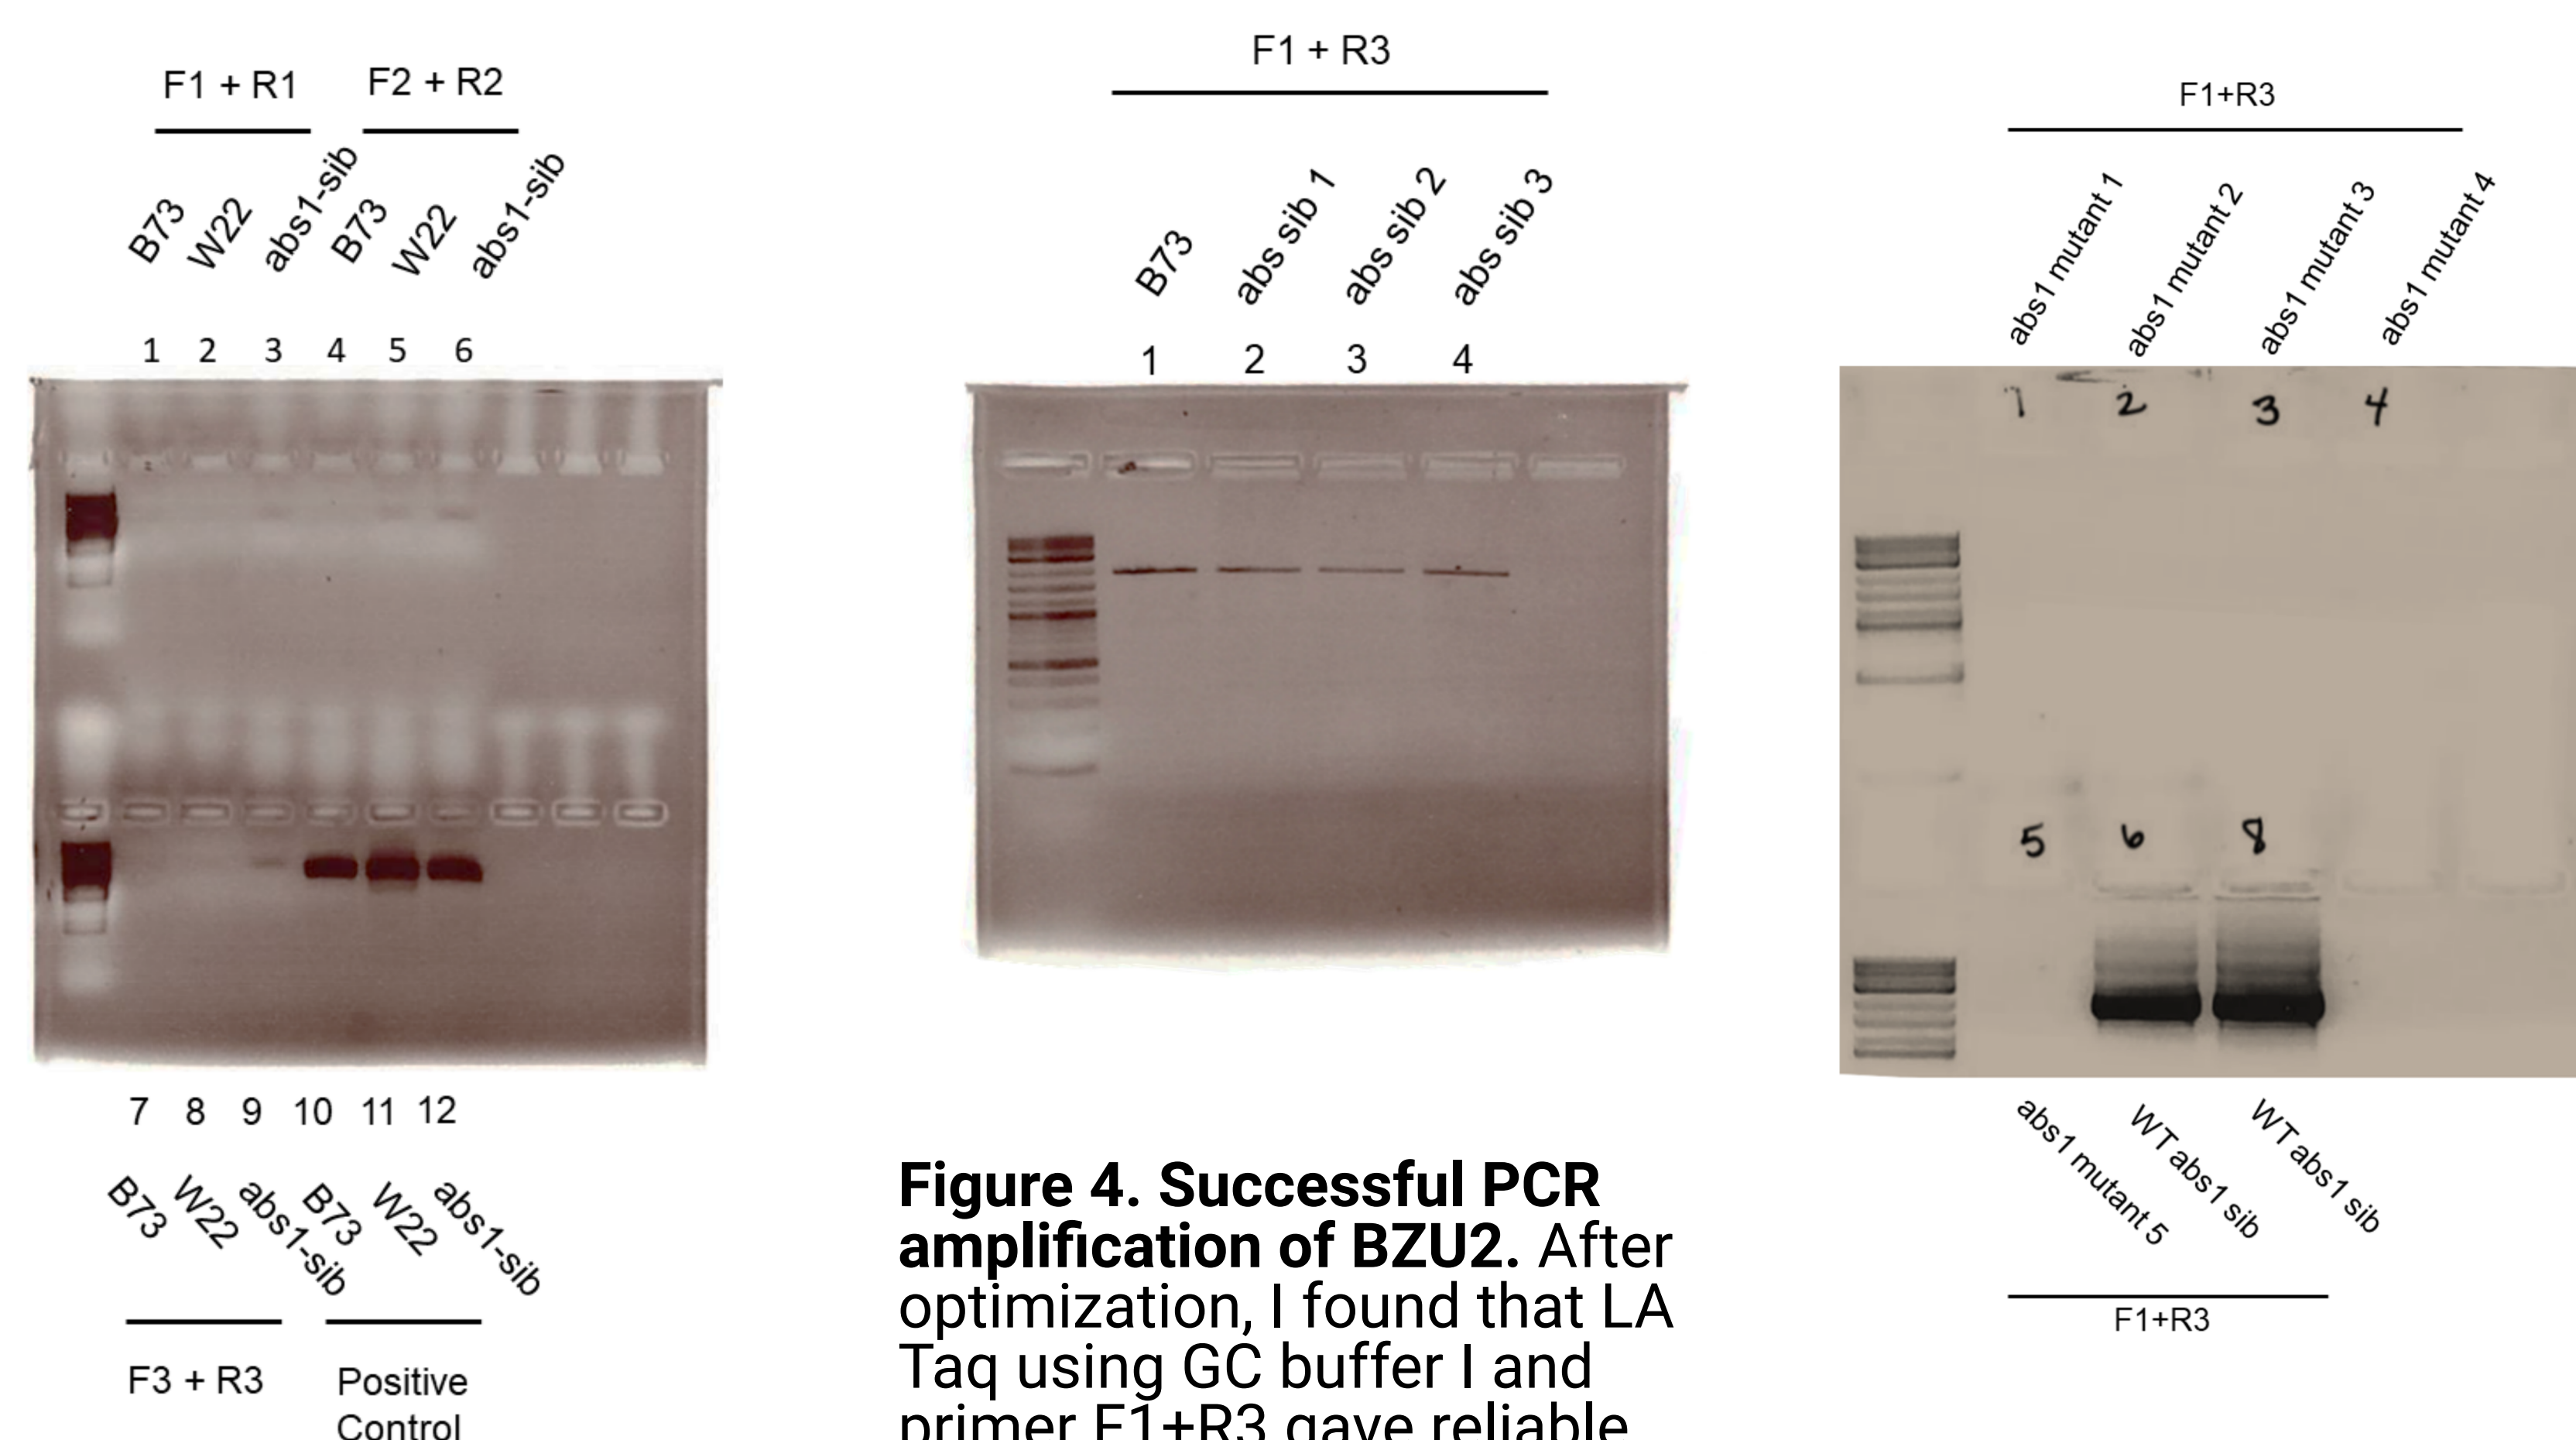 F1 + R1
F2 + R2
B73
W22
abs1-sib
B73
W22
abs1-sib
1 2 3 4 5 6
7 8 9 10 11 12
B73
W22
abs1-sib
B73
W22
abs1-sib
F3 + R3
Positive
Control
F1 + R3
B73
abs sib 1
abs sib 2
abs sib 3
1 2 3 4
Figure 4. Successful PCR
amplification of BZU2. After
optimization, I found that LA
Taq using GC buffer I and
primer F1+R3 gave reliable
F1+R3
abs1 mutant 1
abs1 mutant 2
abs1 mutant 3
abs1 mutant 4
1 2 3 4
5 6 8
abs1 mutant 5
WT abs1 sib
WT abs1 sib
F1+R3